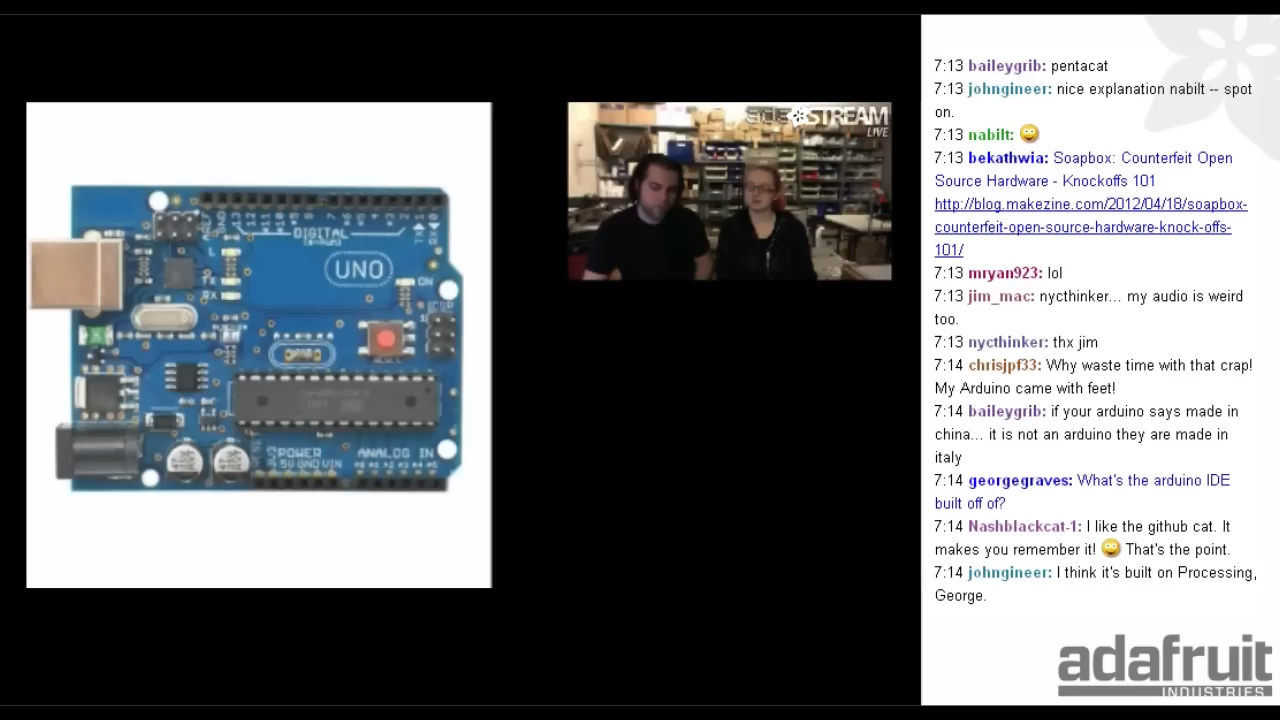 DIGITAL
UNO
L
TX
RX
ON
ICSP
POWER
5V GND VIN
ANALOG IN
STREAM
LIVE
7:13 baileygrib: pentacat
7:13 johngineer: nice explanation nabilt -- spot
on.
7:13 nabilt:
7:13 bekathwia: Soapbox: Counterfeit Open
Source Hardware - Knockoffs 101
http://blog.makezine.com/2012/04/18/soapbox-
counterfeit-open-source-hardware-knock-offs-
101/
7:13 mryan923: lol
7:13 jim_mac: nycthinker... my audio is weird
too.
7:13 nycthinker: thx jim
7:14 chrisjpf33: Why waste time with that crap!
My Arduino came with feet!
7:14 baileygrib: if your arduino says made in
china... it is not an arduino they are made in
italy
7:14 georgegraves: What's the arduino IDE
built off of?
7:14 Nashblackcat-1: I like the github cat. It
makes you remember it! That's the point.
7:14 johngineer: I think it's built on Processing,
George.
adafruit
INDUSTRIES